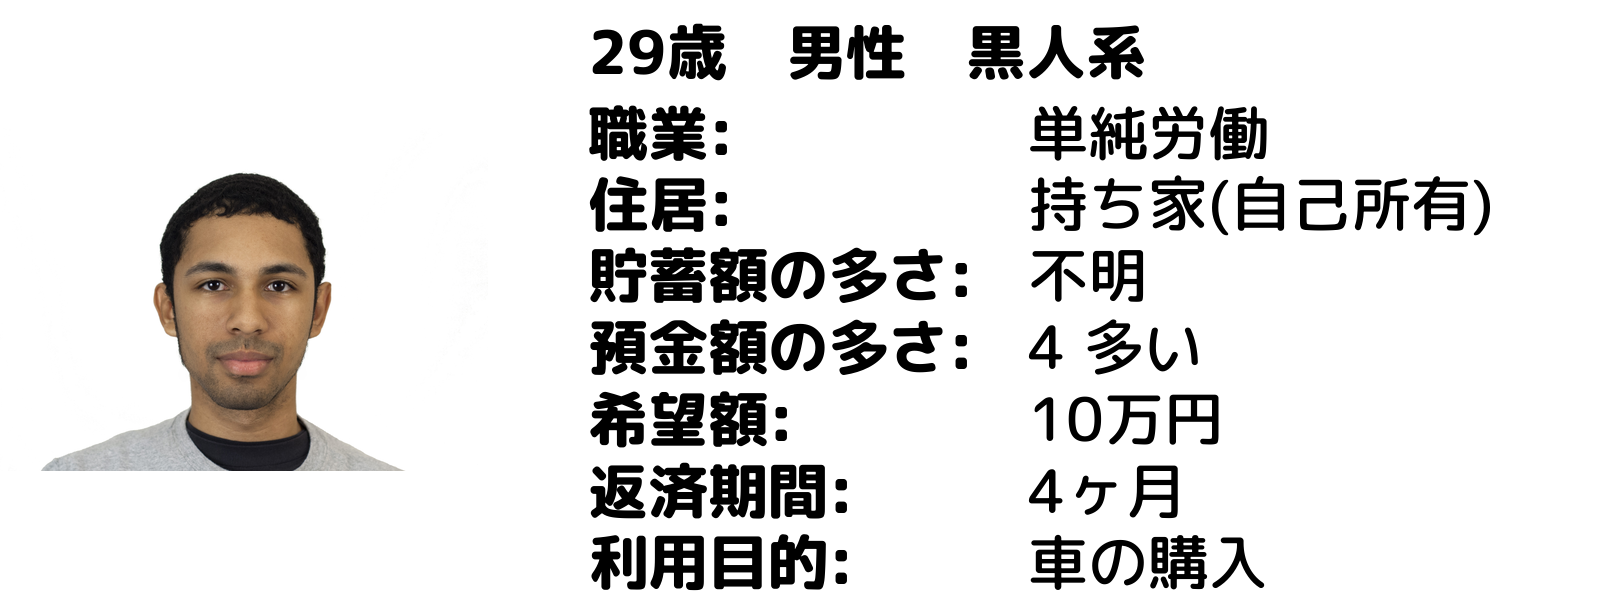 29歳　男性　黒人系
職業: 単純労働
住居: 持ち家(自己所有)
貯蓄額の多さ: 不明
預金額の多さ: 4 多い
希望額: 10万円
返済期間: 4ヶ月
利用目的: 車の購入